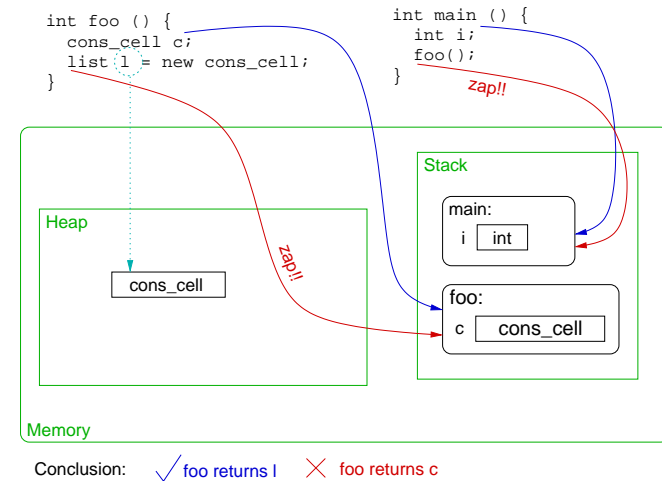 int foo () {
cons_cell c;
list l = new cons_cell;
}
int main () {
int i;
foo();
}
zap!!
Stack
Heap
main:
i int
zap!!
cons_cell
foo:
c cons_cell
Memory
Conclusion: foo returns l foo returns c